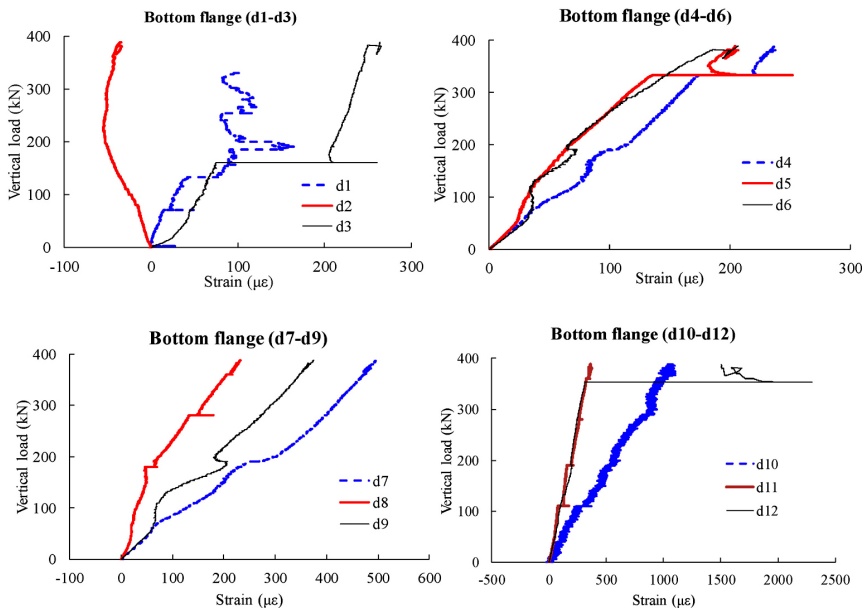 Bottom flange (d1-d3)
400
300
200
100
0
-100 0 100 200 300
Vertical load (kN)
Strain (με)
d1
d2
d3
Bottom flange (d4-d6)
400
300
200
100
0
0 100 200 300
Vertical load (kN)
Strain (με)
d4
d5
d6
Bottom flange (d7-d9)
400
300
200
100
0
-100 0 100 200 300 400 500 600
Vertical load (kN)
Strain (με)
d7
d8
d9
Bottom flange (d10-d12)
400
300
200
100
0
-500 0 500 1000 1500 2000 2500
Vertical load (kN)
Strain (με)
d10
d11
d12